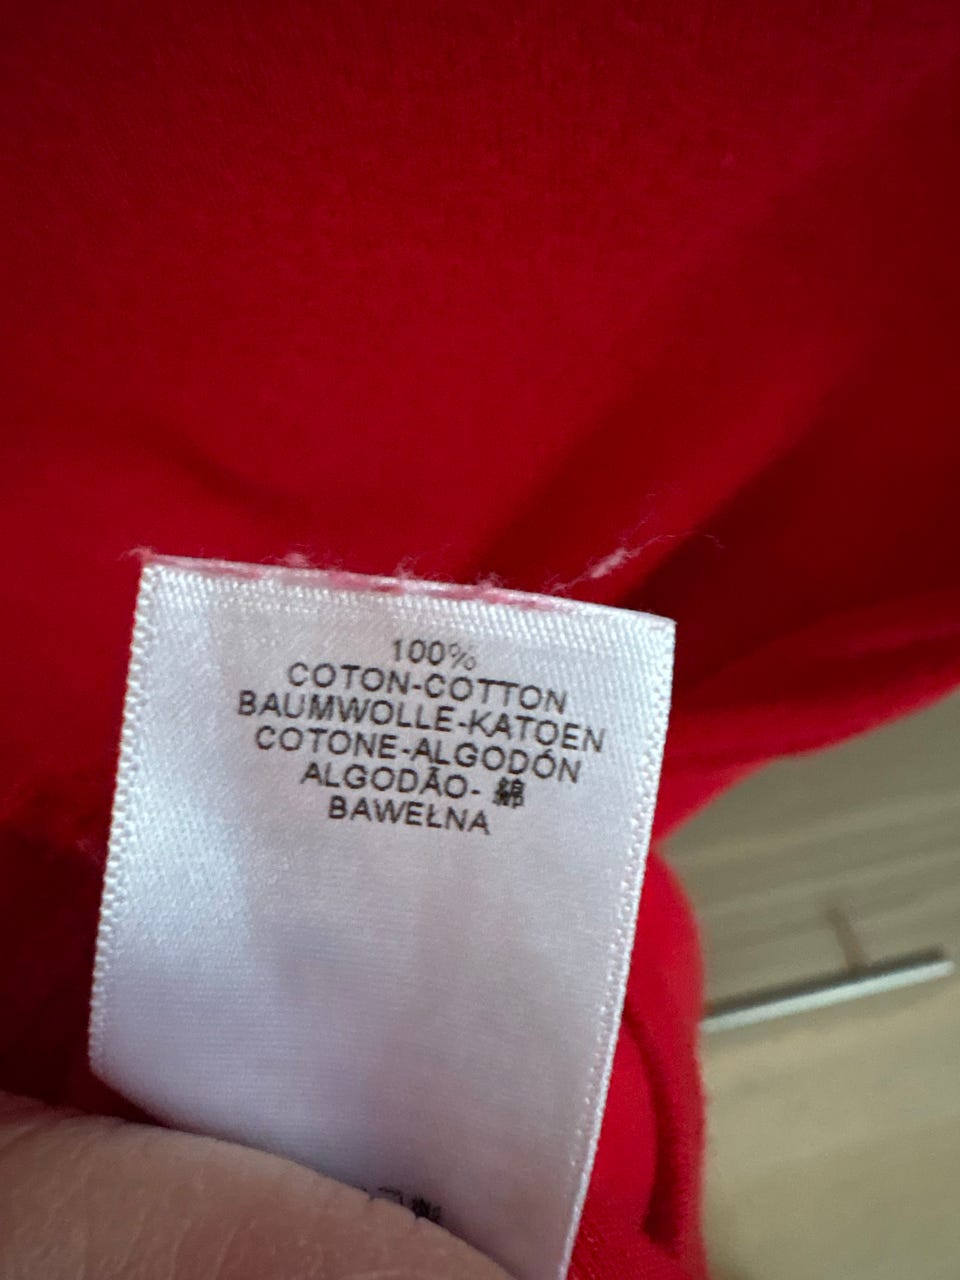 100%
COTON-COTTON
BAUMWOLLE-KATOEN
COTONE-ALGODÓN
ALGODÃO- 綿
BAWEŁNA